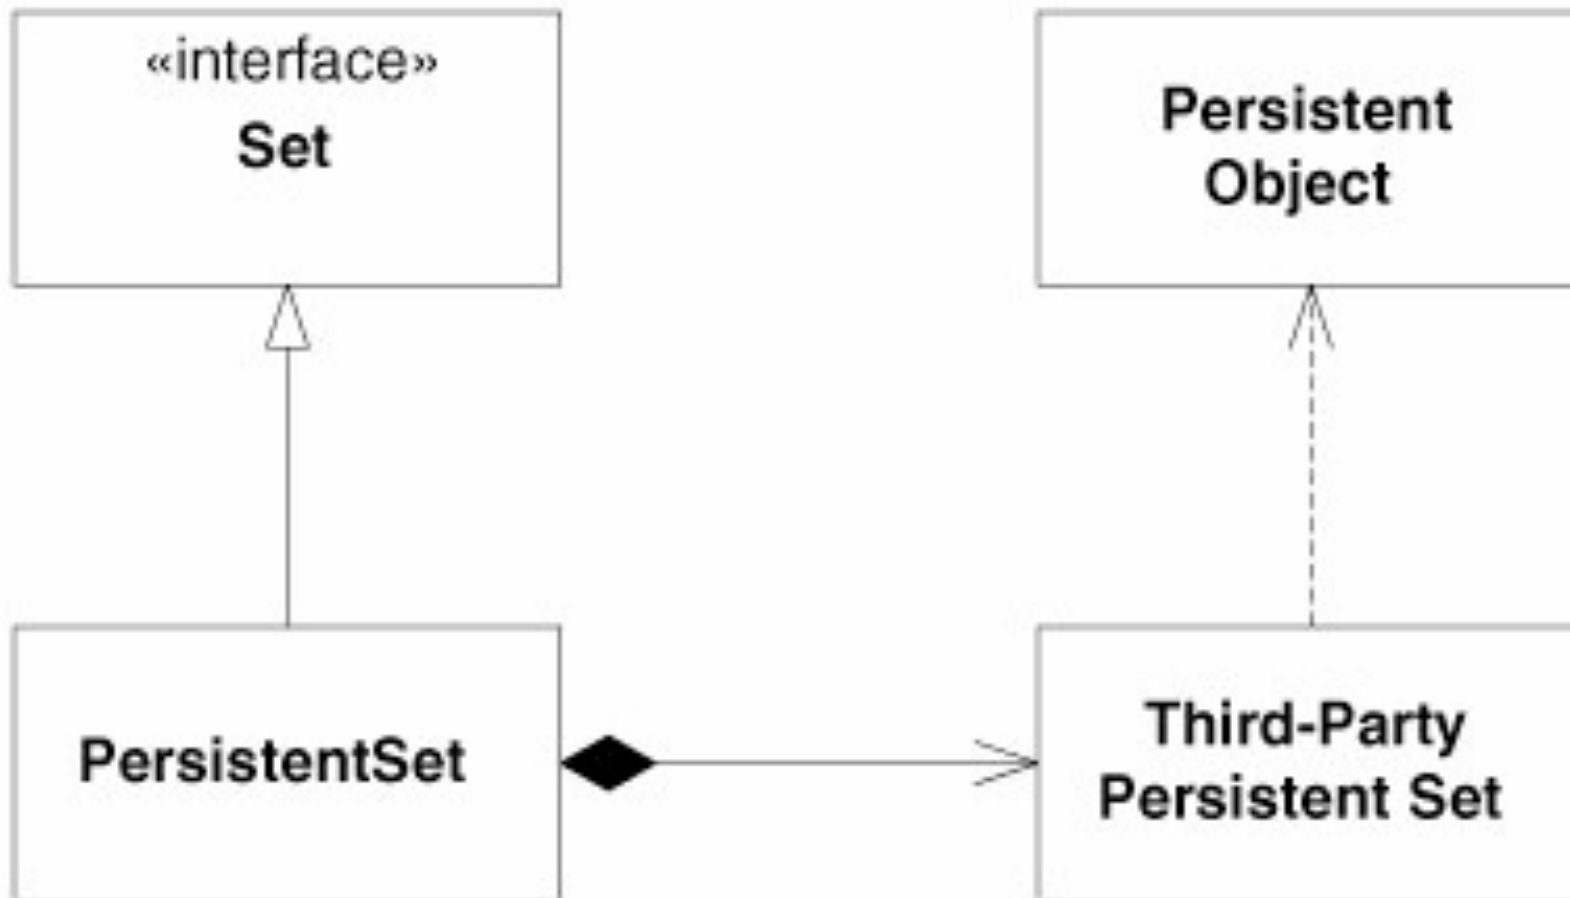 «interface»
Set
Persistent
Object
PersistentSet
Third-Party
Persistent Set